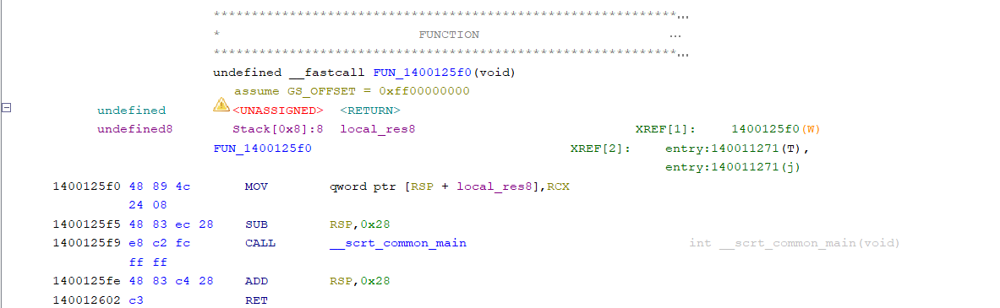 *************************************************************...
* FUNCTION ...
*************************************************************...
undefined __fastcall FUN_1400125f0(void)
assume GS_OFFSET = 0xff00000000
undefined <UNASSIGNED> <RETURN>
undefined8 Stack[0x8]:8 local_res8 XREF[1]: 1400125f0(W)
FUN_1400125f0 XREF[2]: entry:140011271(T),
entry:140011271(j)
1400125f0 48 89 4c MOV qword ptr [RSP + local_res8],RCX
24 08
1400125f5 48 83 ec 28 SUB RSP,0x28
1400125f9 e8 c2 fc CALL __scrt_common_main int __scrt_common_main(void)
ff ff
1400125fe 48 83 c4 28 ADD RSP,0x28
140012602 c3 RET